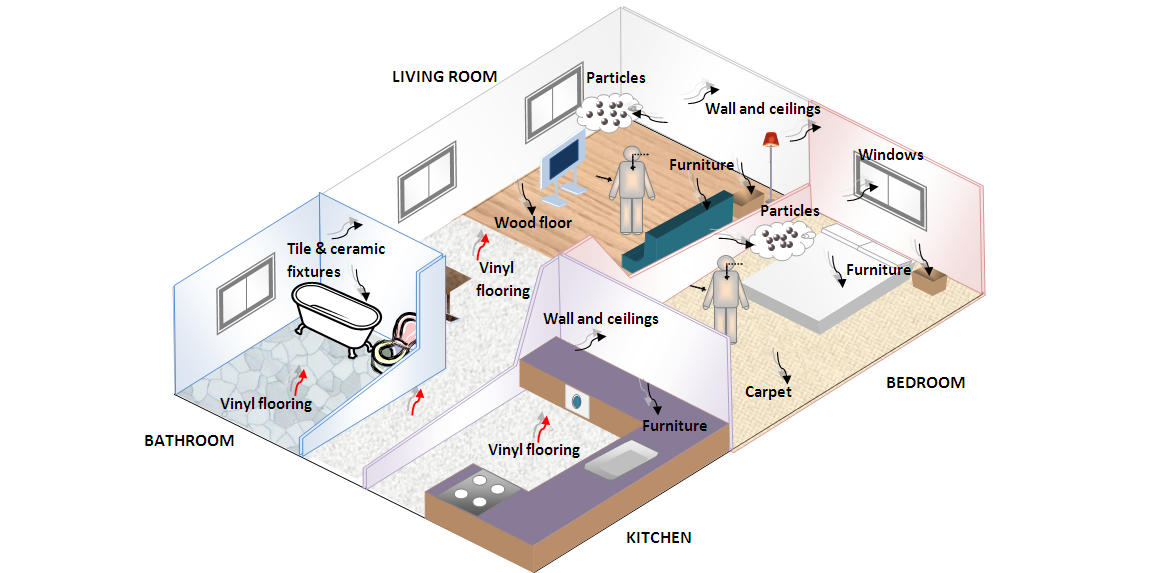 LIVING ROOM
Particles
Wall and ceilings
Windows
Furniture
Particles
Wood floor
Tile & ceramic
fixtures
Vinyl
flooring
Furniture
Wall and ceilings
BEDROOM
Carpet
Vinyl flooring
Furniture
BATHROOM
Vinyl flooring
KITCHEN